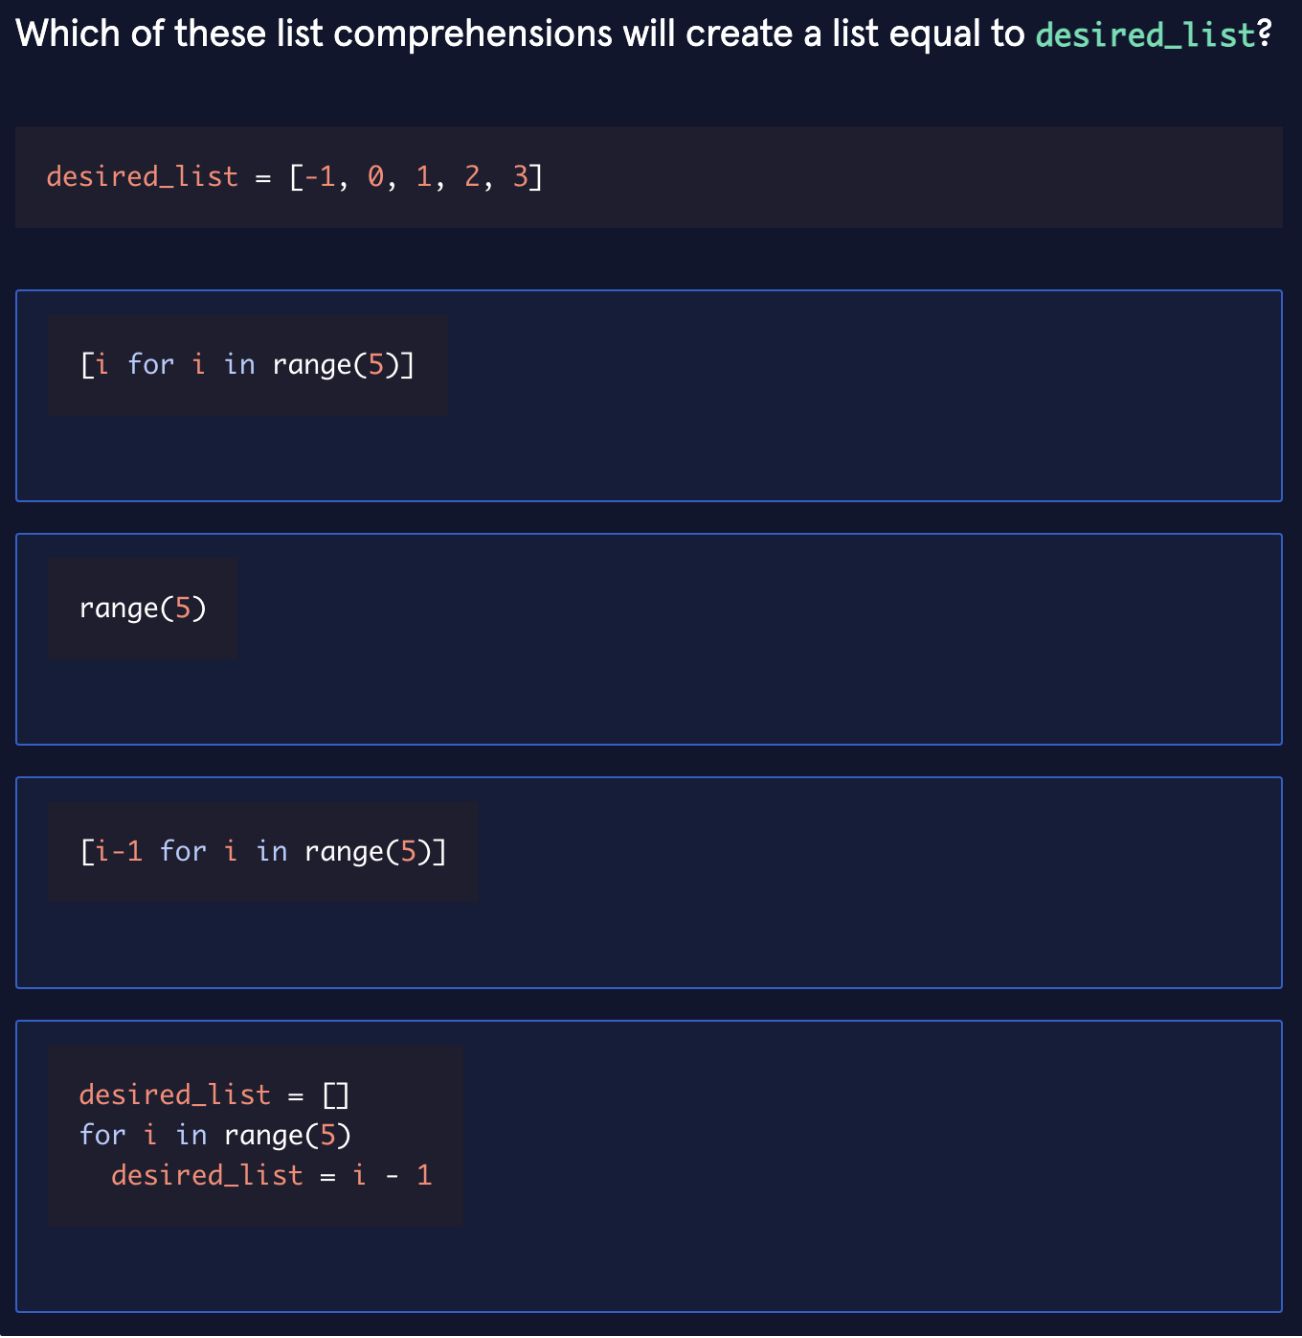 Which of these list comprehensions will create a list equal to desired_list?
desired_list = [-1, 0, 1, 2, 3]
[i for i in range(5)]
range(5)
[i-1 for i in range(5)]
desired_list = []
for i in range(5)
  desired_list = i - 1